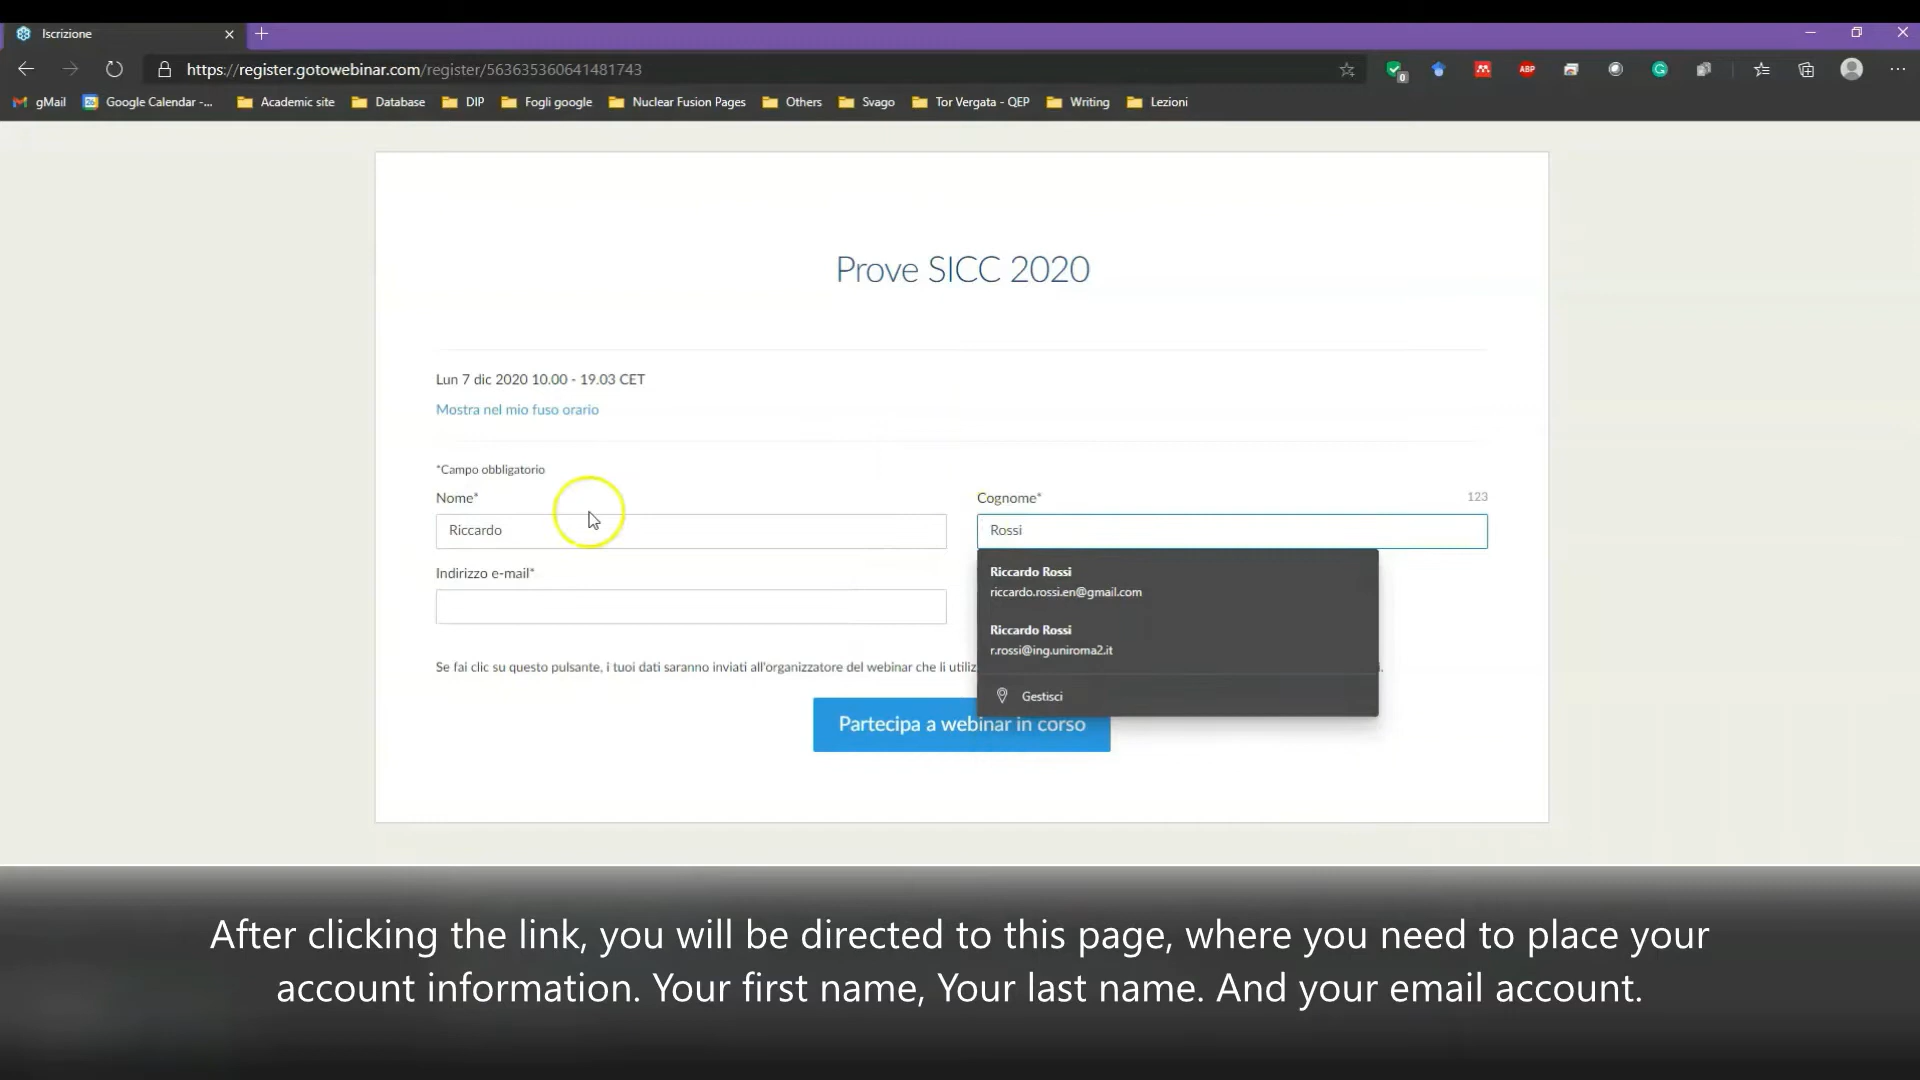 Iscrizione
https://register.gotowebinar.com/register/563635360641481743
0
ABP
gMail
Google Calendar -...
Academic site
Database
DIP
Fogli google
Nuclear Fusion Pages
Others
Svago
Tor Vergata - QEP
Writing
Lezioni
Prove SICC 2020
Lun 7 dic 2020 10.00 - 19.03 CET
Mostra nel mio fuso orario
*Campo obbligatorio
Nome*
Cognome*
123
Riccardo
Rossi
Indirizzo e-mail*
Riccardo Rossi
riccardo.rossi.en@gmail.com
Riccardo Rossi
r.rossi@ing.uniroma2.it
Gestisci
Se fai clic su questo pulsante, i tuoi dati saranno inviati all'organizzatore del webinar che li utiliz
Partecipa a webinar in corso
After clicking the link, you will be directed to this page, where you need to place your
account information. Your first name, Your last name. And your email account.